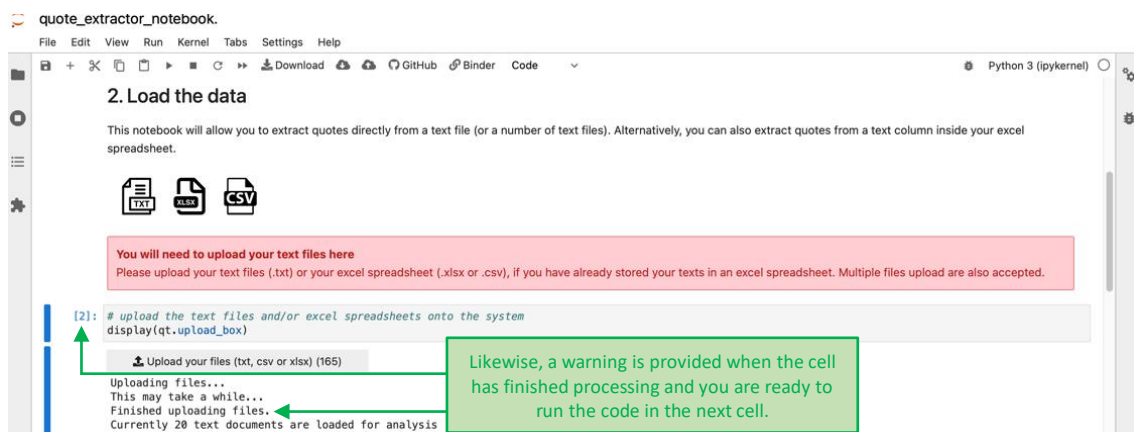 quote_extractor_notebook.
File Edit View Run Kernel Tabs Settings Help
Download GitHub Binder Code Python 3 (ipykernel)
2. Load the data
This notebook will allow you to extract quotes directly from a text file (or a number of text files). Alternatively, you can also extract quotes from a text column inside your excel
spreadsheet.
TXT XLSX CSV
You will need to upload your text files here
Please upload your text files (.txt) or your excel spreadsheet (.xlsx or .csv), if you have already stored your texts in an excel spreadsheet. Multiple files upload are also accepted.
[2]: # upload the text files and/or excel spreadsheets onto the system
display(qt.upload_box)
Upload your files (txt, csv or xlsx) (165)
Uploading files...
This may take a while...
Finished uploading files.
Currently 20 text documents are loaded for analysis
Likewise, a warning is provided when the cell
has finished processing and you are ready to
run the code in the next cell.